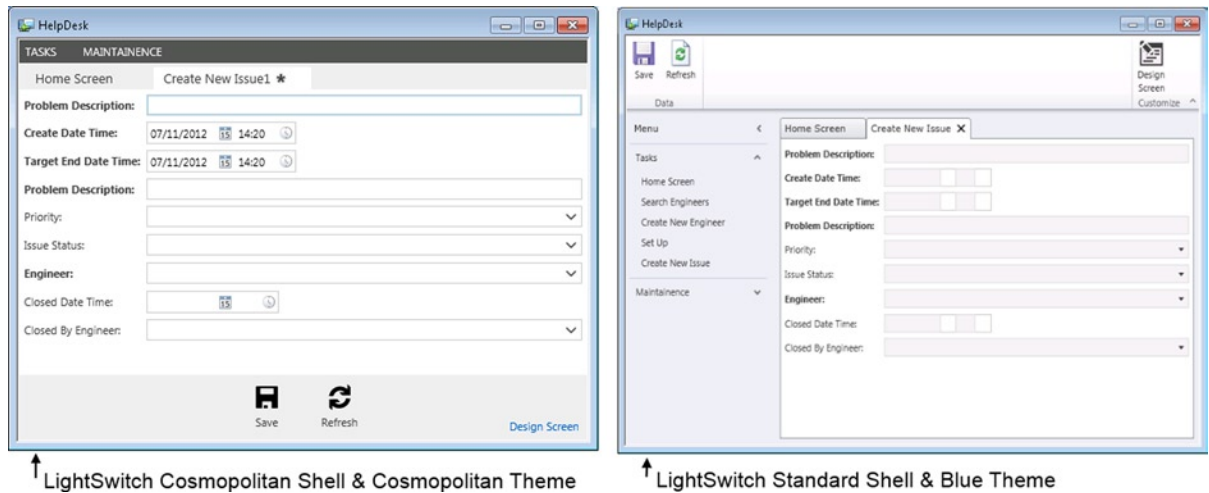 HelpDesk
TASKS MAINTAINENCE
Home Screen Create New Issue1 *
Problem Description:
Create Date Time: 07/11/2012 15 14:20
Target End Date Time: 07/11/2012 15 14:20
Problem Description:
Priority:
Issue Status:
Engineer:
Closed Date Time: 15
Closed By Engineer:
Save Refresh
Design Screen
LightSwitch Cosmopolitan Shell & Cosmopolitan Theme
HelpDesk
Save Refresh
Design
Screen
Data
Customize
Menu
Tasks
Home Screen
Search Engineers
Create New Engineer
Set Up
Create New Issue
Maintainence
Home Screen Create New Issue X
Problem Description:
Create Date Time:
Target End Date Time:
Problem Description:
Priority:
Issue Status:
Engineer:
Closed Date Time:
Closed By Engineer:
LightSwitch Standard Shell & Blue Theme